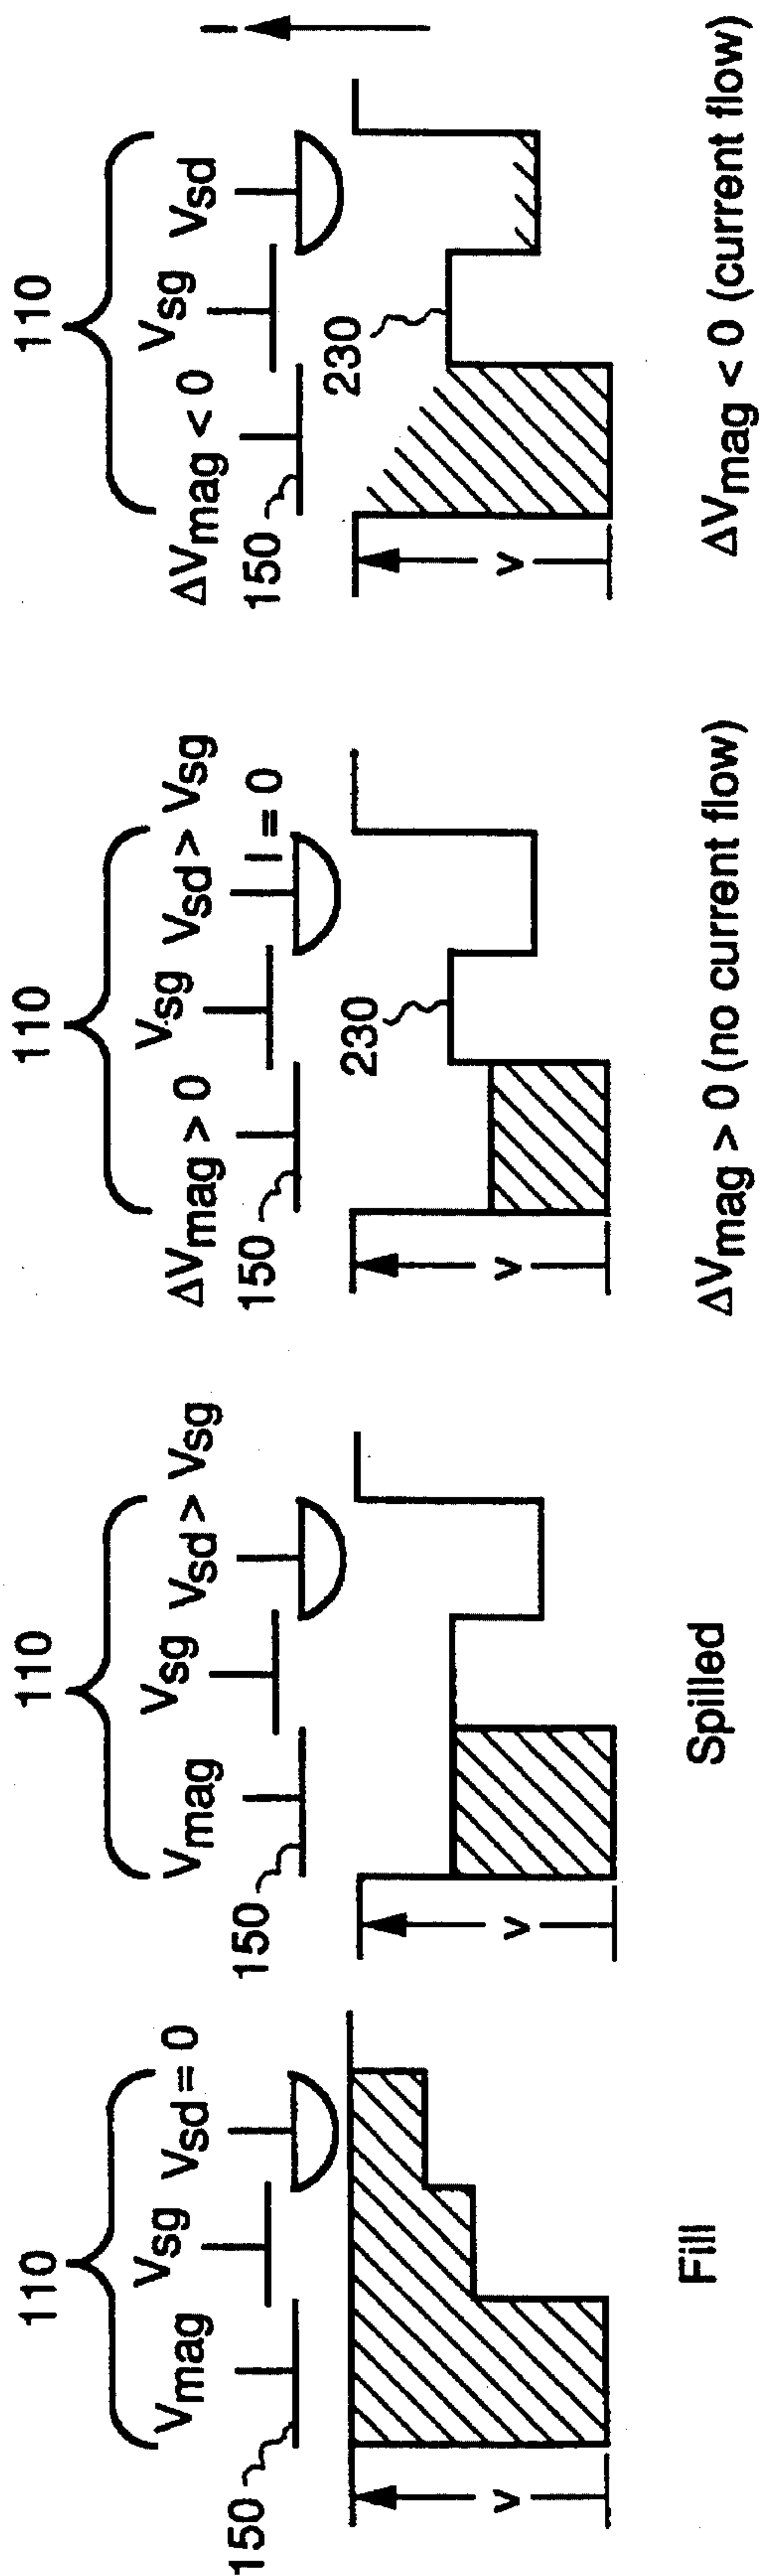 110
Vmag Vsg Vsd = 0
150
V
Fill
110
Vmag Vsg Vsd > Vsg
150
V
Spilled
110
ΔVmag > 0 Vsg Vsd > Vsg
I = 0
150
230
V
ΔVmag > 0 (no current flow)
110
ΔVmag < 0 Vsg Vsd
I
150
230
V
ΔVmag < 0 (current flow)